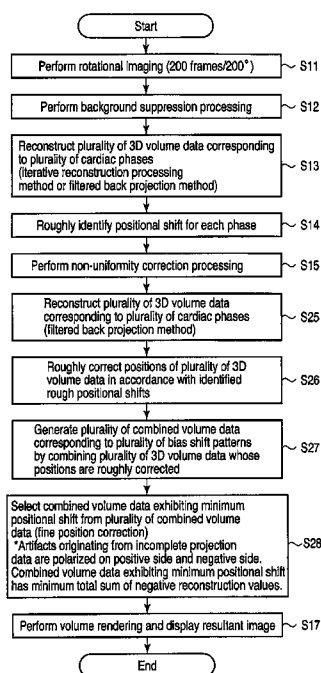 Start
Perform rotational Imaging (200 frames/200°)
S11
Perform background suppression processing
S12
Reconstruct plurality of 3D volume data corresponding
to plurality of cardiac phases
(iterative reconstruction processing
method or filtered back projection method)
S13
Roughly identify positional shift for each phase
S14
Perform non-uniformity correction processing
S15
Reconstruct plurality of 3D volume data
corresponding to plurality of cardiac phases
(filtered back projection method)
S25
Roughly correct positions of plurality of 3D
volume data in accordance with identified
rough positional shifts
S26
Generate plurality of combined volume data
corresponding to plurality of bias shift patterns
by combining plurality of 3D volume data whose
positions are roughly corrected
S27
Select combined volume data exhibiting minimum
positional shift from plurality of combined volume
data (fine position correction)
*Artifacts originating from incomplete projection
data are polarized on positive side and negative side.
Combined volume data exhibiting minimum positional shift
has minimum total sum of negative reconstruction values.
S28
Perform volume rendering and display resultant image
S17
End